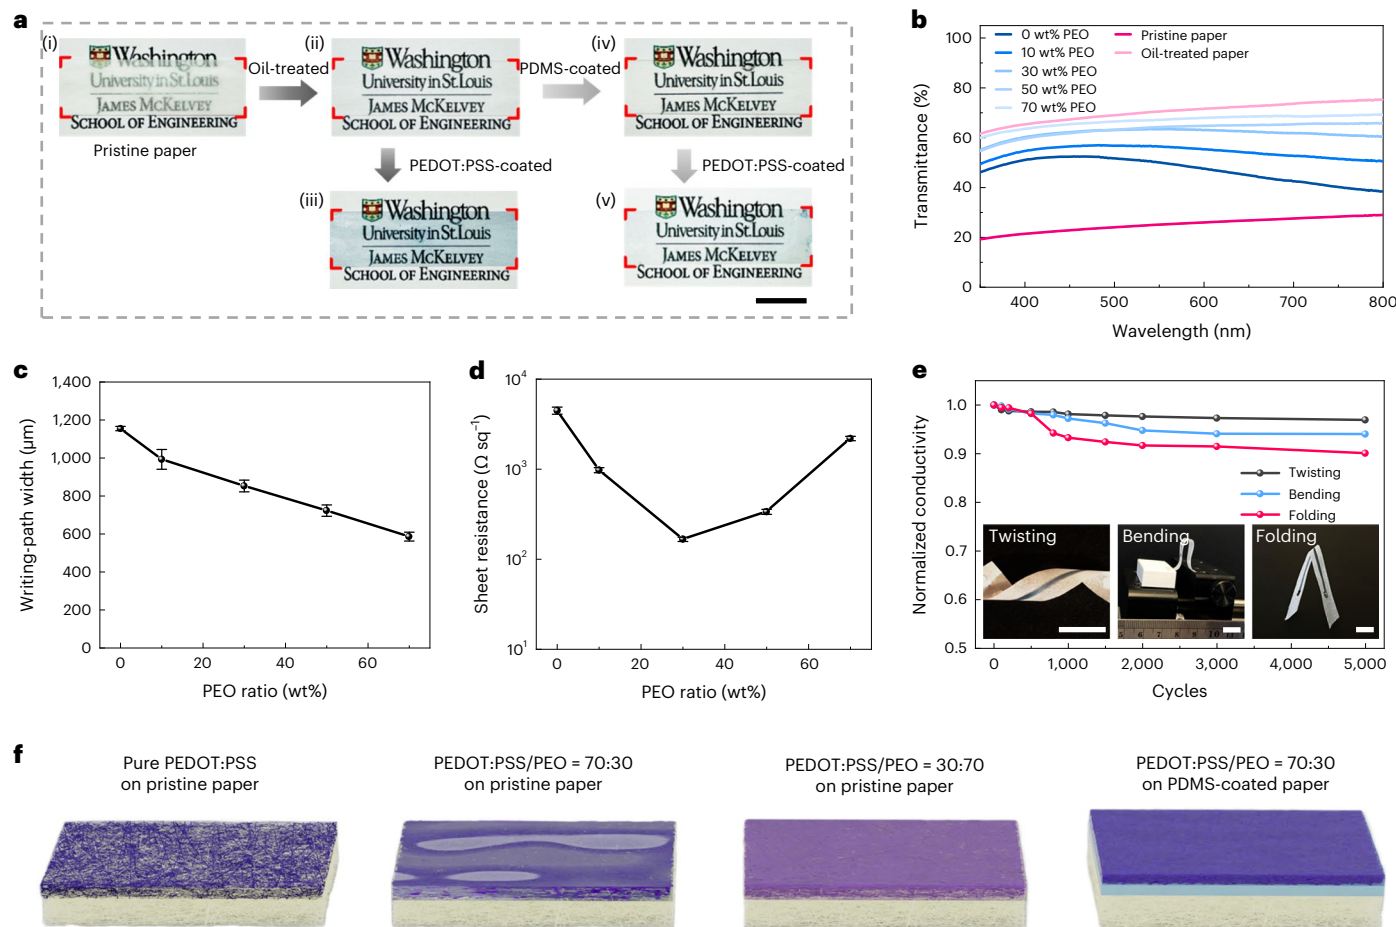 a
(i)
Washington
University in St.Louis
JAMES MCKELVEY
SCHOOL OF ENGINEERING
Pristine paper
Oil-treated
(ii)
Washington
University in St.Louis
JAMES MCKELVEY
SCHOOL OF ENGINEERING
PDMS-coated
(iv)
Washington
University in St.Louis
JAMES MCKELVEY
SCHOOL OF ENGINEERING
PEDOT:PSS-coated
PEDOT:PSS-coated
(iii)
Washington
University in St.Louis
JAMES MCKELVEY
SCHOOL OF ENGINEERING
(v)
Washington
University in St.Louis
JAMES MCKELVEY
SCHOOL OF ENGINEERING
b
Transmittance (%)
100
80
60
40
20
0
0 wt% PEO
10 wt% PEO
30 wt% PEO
50 wt% PEO
70 wt% PEO
Pristine paper
Oil-treated paper
400 500 600 700 800
Wavelength (nm)
c
Writing-path width (μm)
1,400
1,200
1,000
800
600
400
200
0
0 20 40 60
PEO ratio (wt%)
d
Sheet resistance (Ω sq⁻¹)
10⁴
10³
10²
10¹
0 20 40 60
PEO ratio (wt%)
e
Normalized conductivity
1.0
0.9
0.8
0.7
0.6
0.5
Twisting
Bending
Folding
Twisting
Bending
5 6 7 8 9 10 11
Folding
0 1,000 2,000 3,000 4,000 5,000
Cycles
f
Pure PEDOT:PSS
on pristine paper
PEDOT:PSS/PEO = 70:30
on pristine paper
PEDOT:PSS/PEO = 30:70
on pristine paper
PEDOT:PSS/PEO = 70:30
on PDMS-coated paper